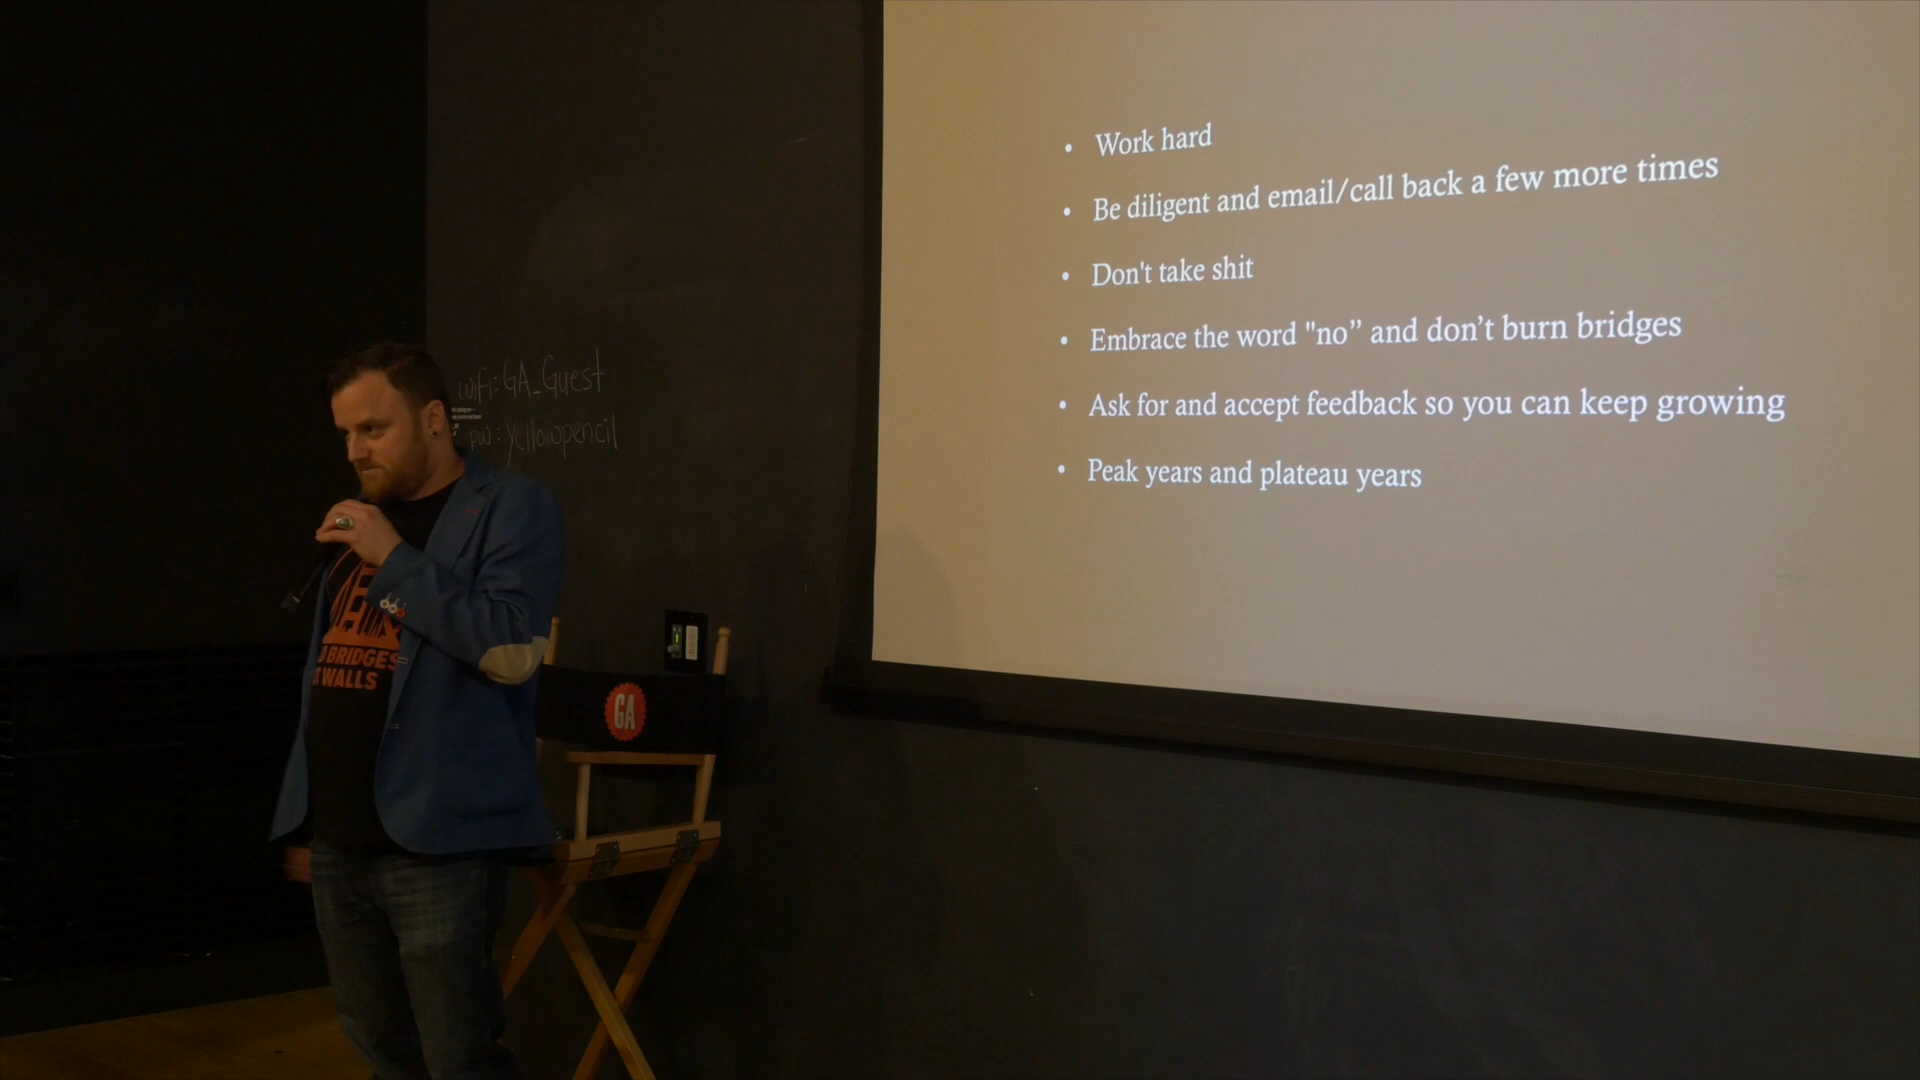 • Work hard
• Be diligent and email/call back a few more times
• Don't take shit
• Embrace the word "no” and don’t burn bridges
• Ask for and accept feedback so you can keep growing
• Peak years and plateau years
wifi: GA_Guest
pw: yellowpencil
BRIDGES
WALLS
GA